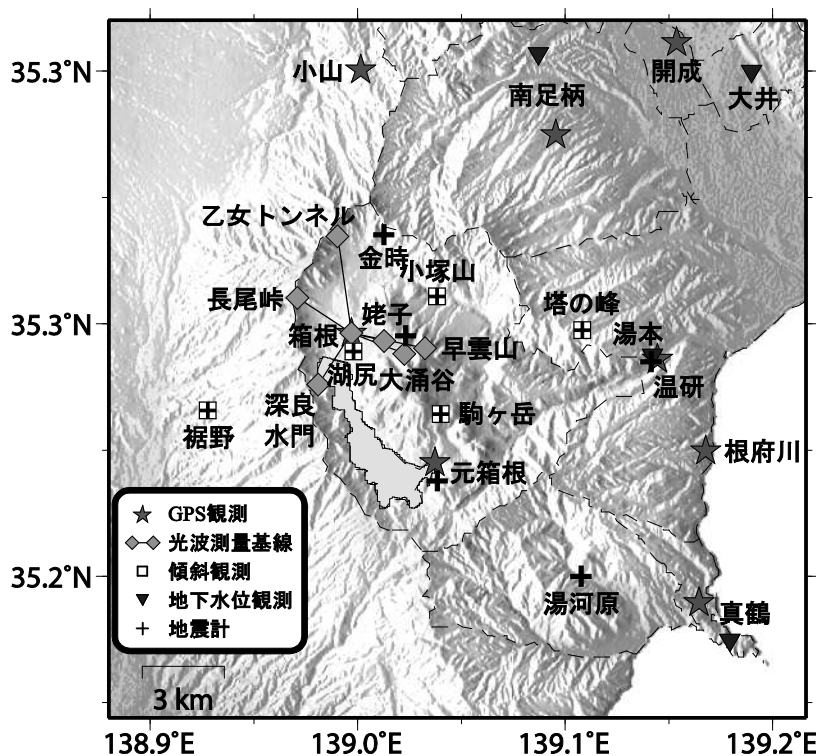 35.3˚N
小山
開成
南足柄
大井
乙女トンネル
金時
小塚山
長尾峠
姥子
塔の峰
35.3˚N
箱根
湯本
早雲山
湖尻
大涌谷
温研
深良
水門
駒ヶ岳
裾野
根府川
元箱根
GPS観測
光波測量基線
傾斜観測
地下水位観測
地震計
35.2˚N
湯河原
真鶴
3 km
138.9˚E
139.0˚E
139.1˚E
139.2˚E